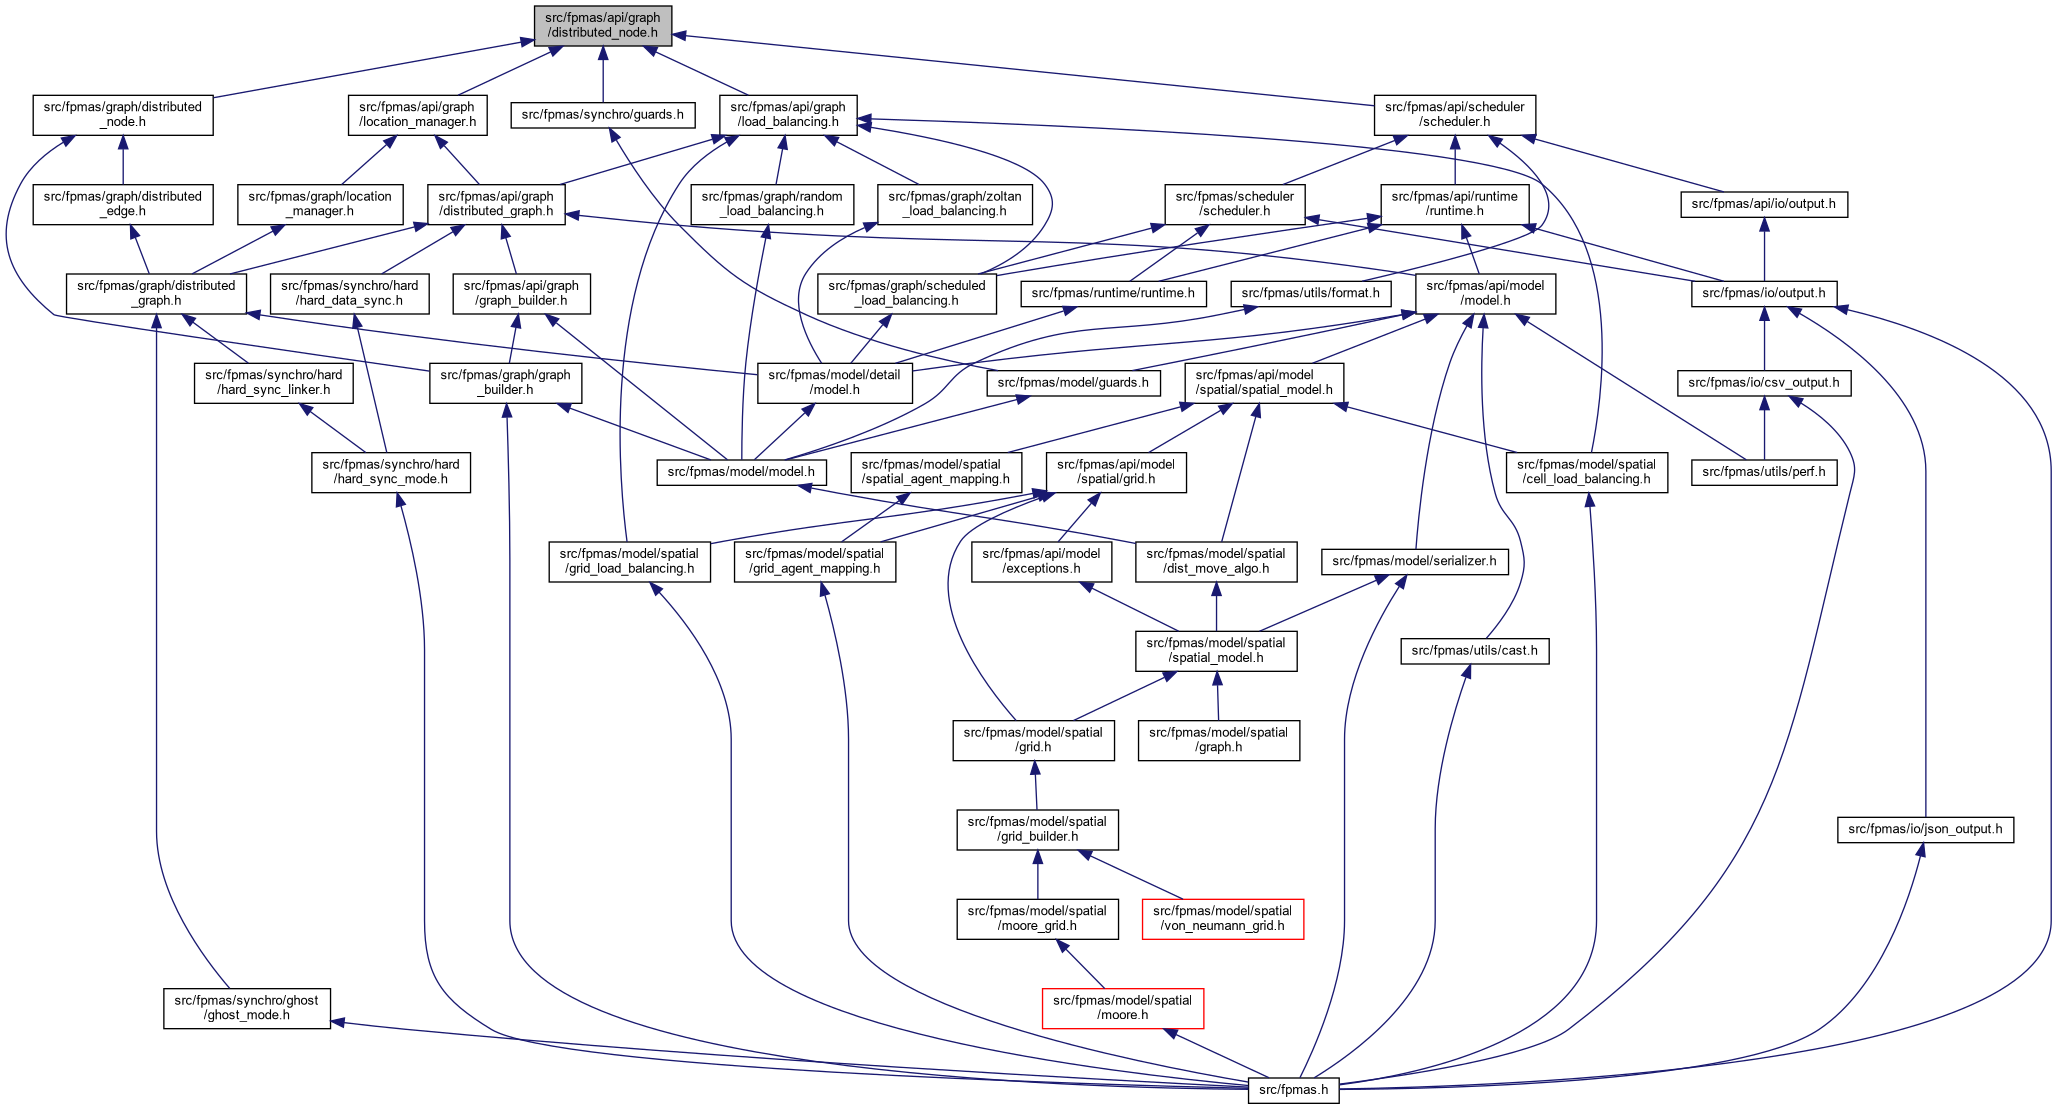 src/fpmas/api/graph
/distributed_node.h
src/fpmas/graph/distributed
_node.h
src/fpmas/api/graph
/location_manager.h
src/fpmas/synchro/guards.h
src/fpmas/api/graph
/load_balancing.h
src/fpmas/api/scheduler
/scheduler.h
src/fpmas/graph/distributed
_edge.h
src/fpmas/graph/location
_manager.h
src/fpmas/api/graph
/distributed_graph.h
src/fpmas/graph/random
_load_balancing.h
src/fpmas/graph/zoltan
_load_balancing.h
src/fpmas/scheduler
/scheduler.h
src/fpmas/api/runtime
/runtime.h
src/fpmas/api/io/output.h
src/fpmas/graph/distributed
_graph.h
src/fpmas/synchro/hard
/hard_data_sync.h
src/fpmas/api/graph
/graph_builder.h
src/fpmas/graph/scheduled
_load_balancing.h
src/fpmas/runtime/runtime.h
src/fpmas/utils/format.h
src/fpmas/api/model
/model.h
src/fpmas/io/output.h
src/fpmas/synchro/hard
/hard_sync_linker.h
src/fpmas/graph/graph
_builder.h
src/fpmas/model/detail
/model.h
src/fpmas/model/guards.h
src/fpmas/api/model
/spatial/spatial_model.h
src/fpmas/io/csv_output.h
src/fpmas/synchro/hard
/hard_sync_mode.h
src/fpmas/model/model.h
src/fpmas/model/spatial
/spatial_agent_mapping.h
src/fpmas/api/model
/spatial/grid.h
src/fpmas/model/spatial
/cell_load_balancing.h
src/fpmas/utils/perf.h
src/fpmas/model/spatial
/grid_load_balancing.h
src/fpmas/model/spatial
/grid_agent_mapping.h
src/fpmas/api/model
/exceptions.h
src/fpmas/model/spatial
/dist_move_algo.h
src/fpmas/model/serializer.h
src/fpmas/model/spatial
/spatial_model.h
src/fpmas/utils/cast.h
src/fpmas/model/spatial
/grid.h
src/fpmas/model/spatial
/graph.h
src/fpmas/model/spatial
/grid_builder.h
src/fpmas/io/json_output.h
src/fpmas/model/spatial
/moore_grid.h
src/fpmas/model/spatial
/von_neumann_grid.h
src/fpmas/synchro/ghost
/ghost_mode.h
src/fpmas/model/spatial
/moore.h
src/fpmas.h